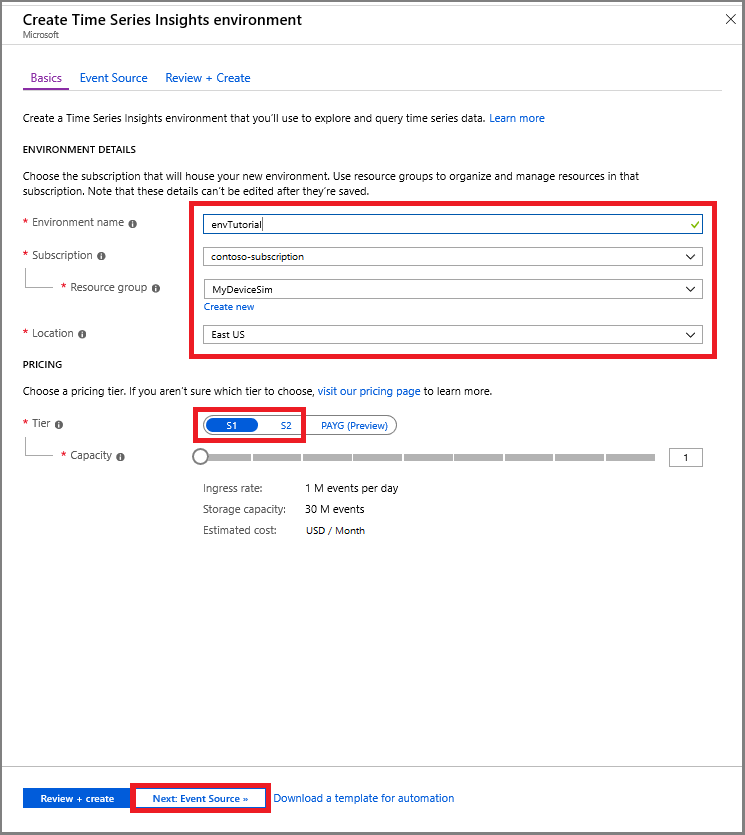 Create Time Series Insights environment
Microsoft
Basics Event Source Review + Create
Create a Time Series Insights environment that you'll use to explore and query time series data. Learn more
ENVIRONMENT DETAILS
Choose the subscription that will house your new environment. Use resource groups to organize and manage resources in that
subscription. Note that these details can't be edited after they're saved.
* Environment name envTutorial
* Subscription contoso-subscription
* Resource group MyDeviceSim
Create new
* Location East US
PRICING
Choose a pricing tier. If you aren't sure which tier to choose, visit our pricing page to learn more.
* Tier S1 S2 PAYG (Preview)
* Capacity 1
Ingress rate: 1 M events per day
Storage capacity: 30 M events
Estimated cost: USD / Month
Review + create Next: Event Source » Download a template for automation